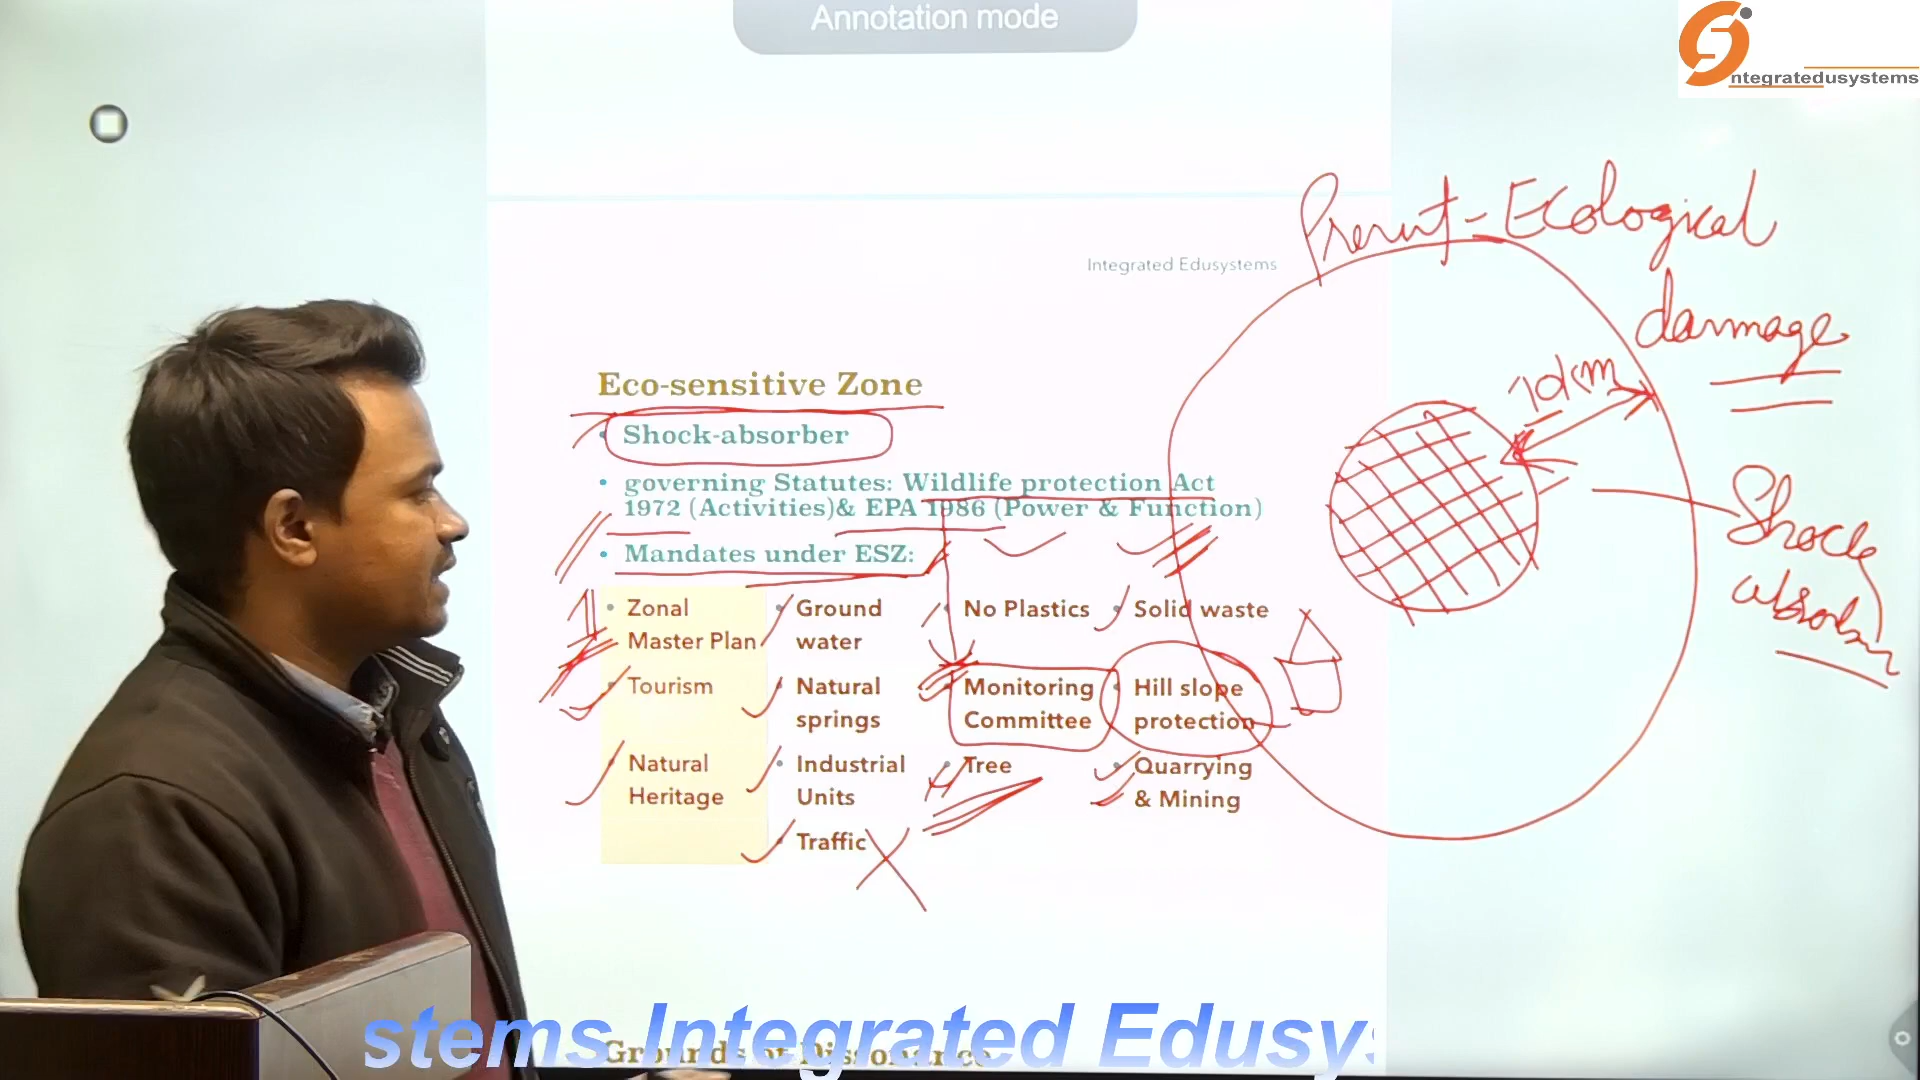 Annotation mode
ntegratedusystems
Prevent - Ecological
damage
Integrated Edusystems
10km
Eco-sensitive Zone
• Shock-absorber
• governing Statutes: Wildlife protection Act
1972 (Activities)& EPA 1986 (Power & Function)
• Mandates under ESZ:
Shock
absorber
• Zonal
Master Plan
• Tourism
• Natural
Heritage
• Ground
water
• Natural
springs
• Industrial
Units
• Traffic
• No Plastics
• Monitoring
Committee
• Tree
• Solid waste
• Hill slope
protection
• Quarrying
& Mining
stems Integrated Edusys
Grounds of Dissonance